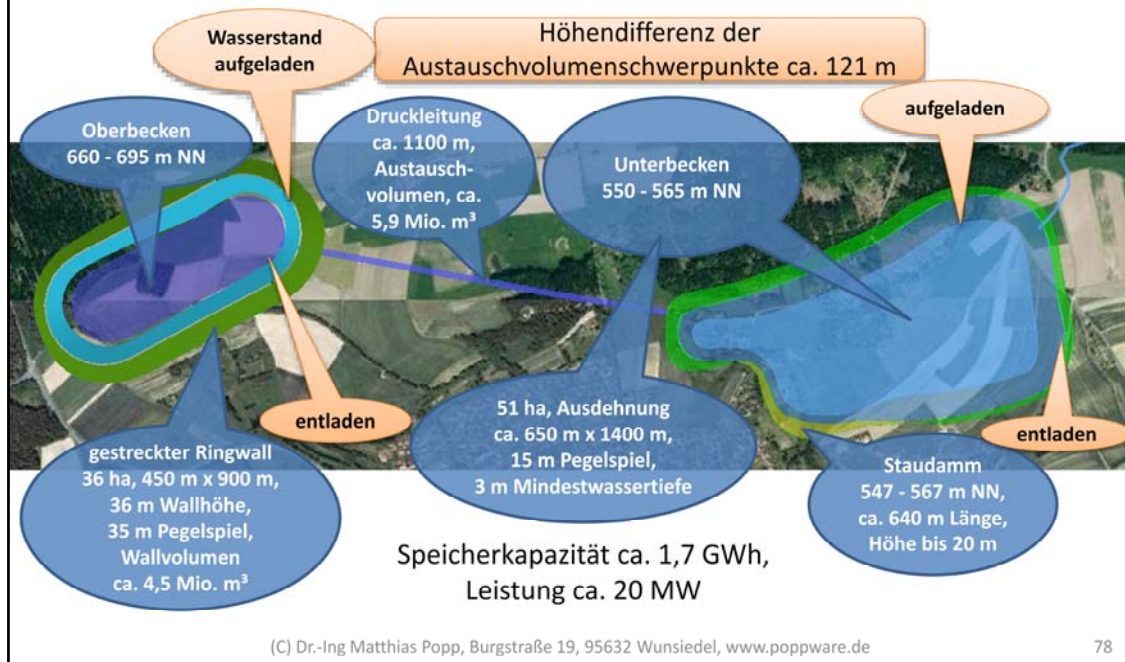 Wasserstand
aufgeladen
Höhendifferenz der
Austauschvolumenschwerpunkte ca. 121 m
aufgeladen
Oberbecken
660 - 695 m NN
Druckleitung
ca. 1100 m,
Austausch-
volumen, ca.
5,9 Mio. m³
Unterbecken
550 - 565 m NN
entladen
gestreckter Ringwall
36 ha, 450 m x 900 m,
36 m Wallhöhe,
35 m Pegelspiel,
Wallvolumen
ca. 4,5 Mio. m³
51 ha, Ausdehnung
ca. 650 m x 1400 m,
15 m Pegelspiel,
3 m Mindestwassertiefe
entladen
Staudamm
547 - 567 m NN,
ca. 640 m Länge,
Höhe bis 20 m
Speicherkapazität ca. 1,7 GWh,
Leistung ca. 20 MW
(C) Dr.-Ing Matthias Popp, Burgstraße 19, 95632 Wunsiedel, www.poppware.de
78